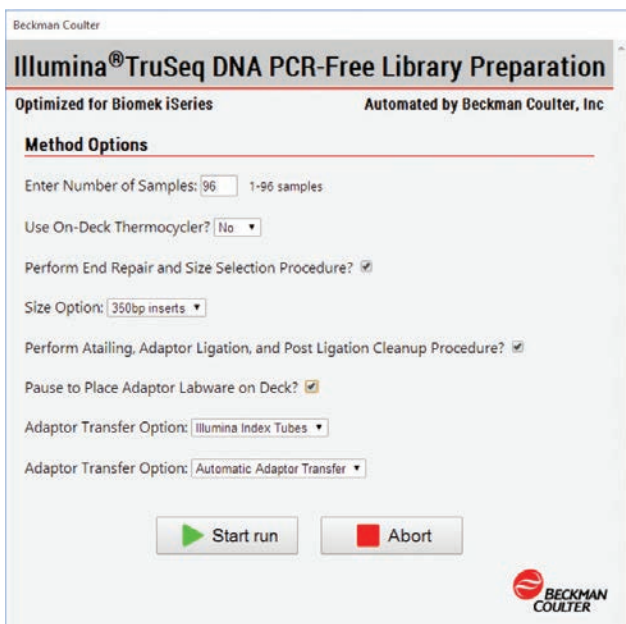 Beckman Coulter
Illumina®TruSeq DNA PCR-Free Library Preparation
Optimized for Biomek iSeries Automated by Beckman Coulter, Inc
Method Options
Enter Number of Samples: 96 1-96 samples
Use On-Deck Thermocycler? No
Perform End Repair and Size Selection Procedure?
Size Option: 350bp inserts
Perform Atailing, Adaptor Ligation, and Post Ligation Cleanup Procedure?
Pause to Place Adaptor Labware on Deck?
Adaptor Transfer Option: Illumina Index Tubes
Adaptor Transfer Option: Automatic Adaptor Transfer
Start run Abort
BECKMAN
COULTER